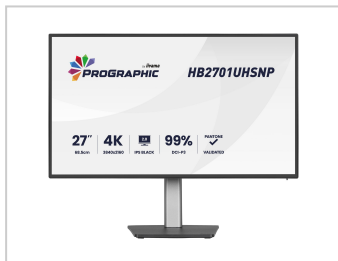 by iiyama
PROGRAPHIC
HB2701UHSNP
27"
68.5cm
4K
3840x2160
IPS BLACK
99%
DCI-P3
PANTONE
VALIDATED